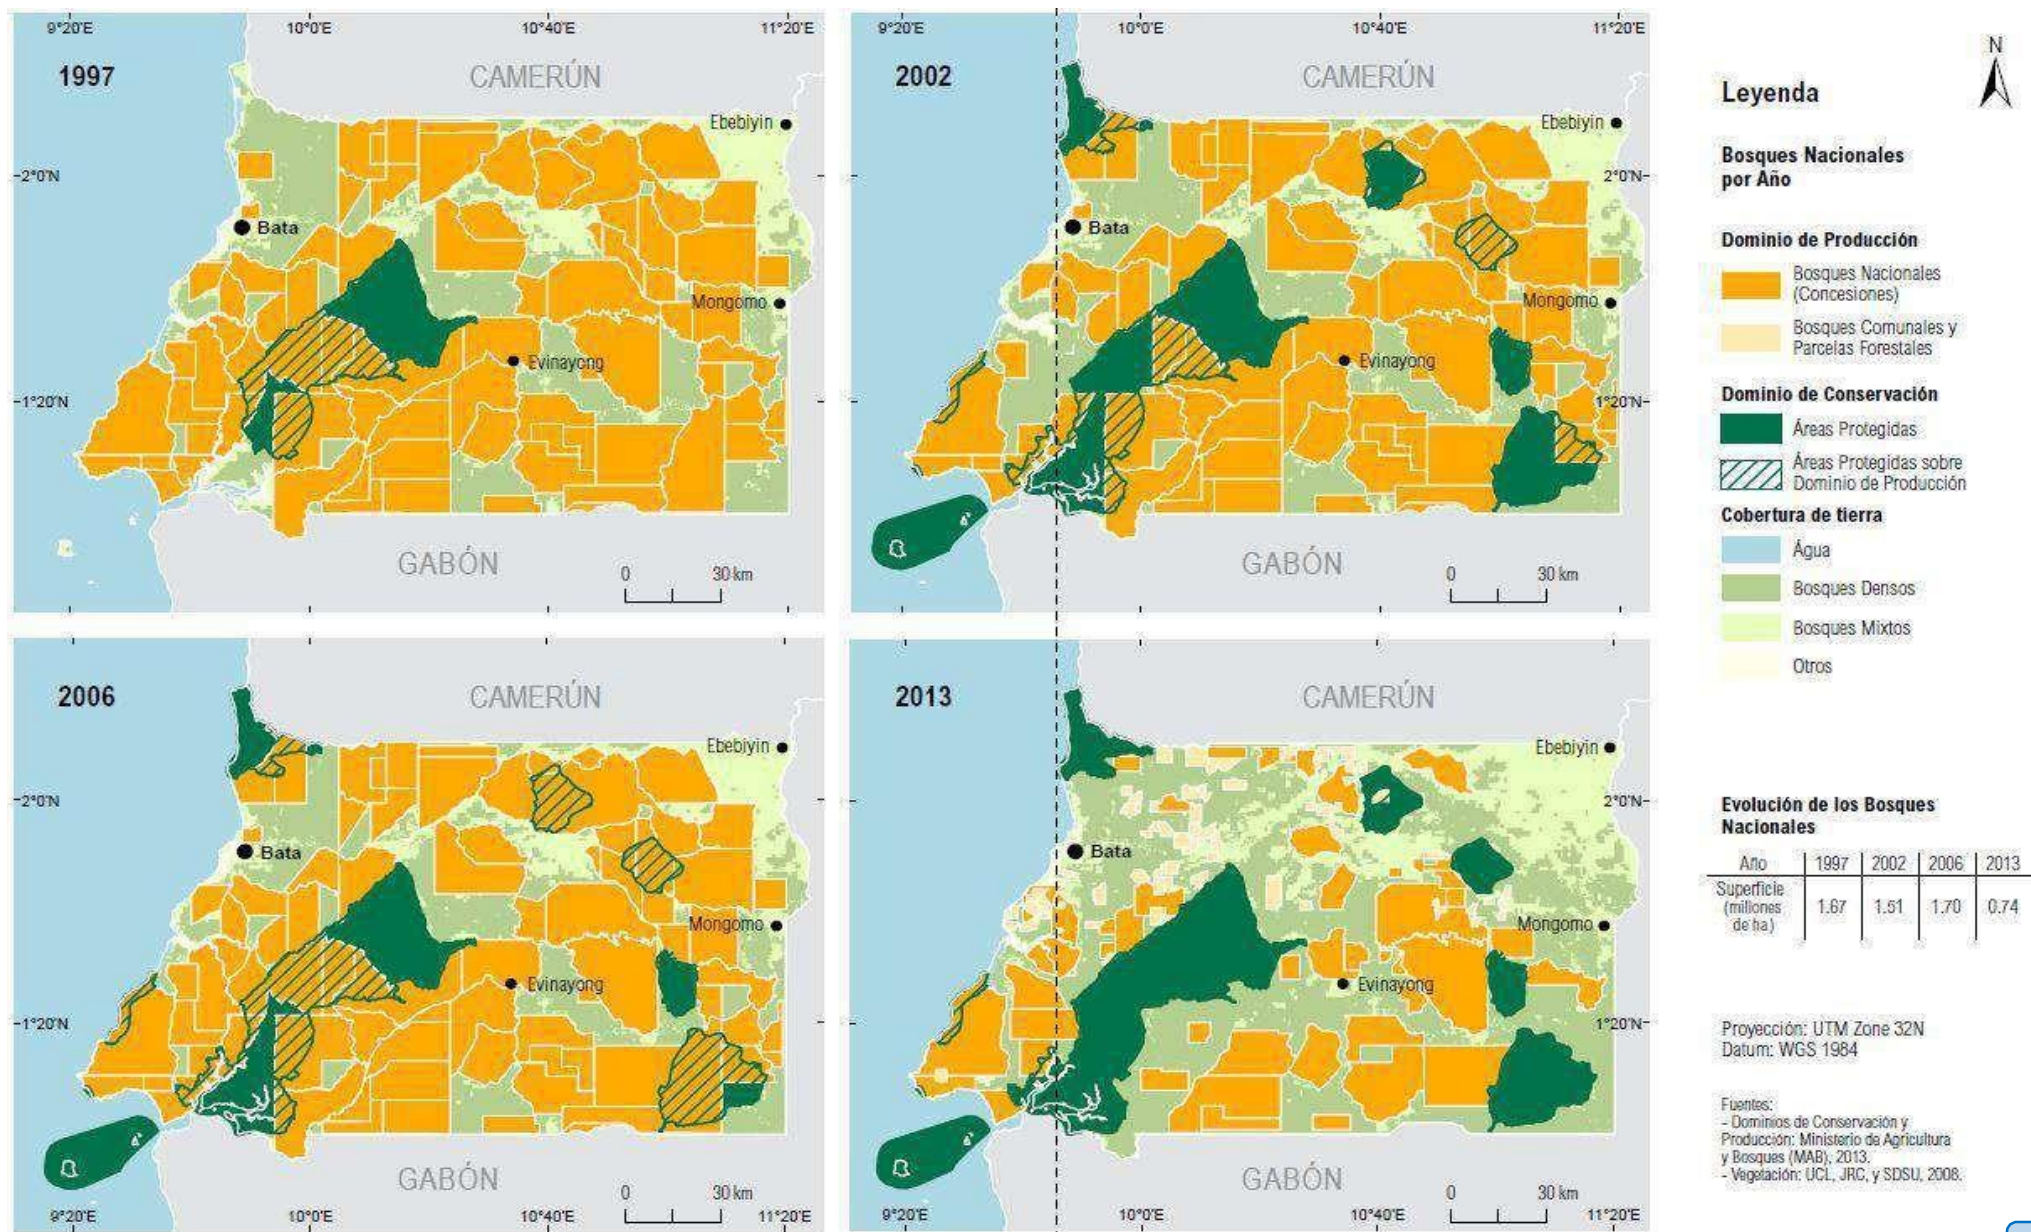 9°20'E
10°0'E
10°40'E
11°20'E
1997
CAMERÚN
Ebebiyin
2°0'N
Bata
Mongomo
Evinayong
1°20'N
GABÓN
0
30 km
9°20'E
10°0'E
10°40'E
11°20'E
2002
CAMERÚN
Ebebiyin
2°0'N
Bata
Mongomo
Evinayong
1°20'N
GABÓN
0
30 km
2006
CAMERÚN
Ebebiyin
2°0'N
Bata
Mongomo
Evinayong
1°20'N
GABÓN
0
30 km
9°20'E
10°0'E
10°40'E
11°20'E
2013
CAMERÚN
Ebebiyin
2°0'N
Bata
Mongomo
Evinayong
1°20'N
GABÓN
0
30 km
9°20'E
10°0'E
10°40'E
11°20'E
N
Leyenda
Bosques Nacionales
por Año
Dominio de Producción
Bosques Nacionales
(Concesiones)
Bosques Comunales y
Parcelas Forestales
Dominio de Conservación
Áreas Protegidas
Áreas Protegidas sobre
Dominio de Producción
Cobertura de tierra
Água
Bosques Densos
Bosques Mixtos
Otros
Evolución de los Bosques
Nacionales
Año 1997 2002 2006 2013
Superficie
(millones
de ha)
1.67 1.51 1.70 0.74
Proyección: UTM Zone 32N
Datum: WGS 1984
Fuentes:
- Dominios de Conservación y
Producción: Ministerio de Agricultura
y Bosques (MAB), 2013.
- Vegetación: UCL, JRC, y SDSU, 2008.